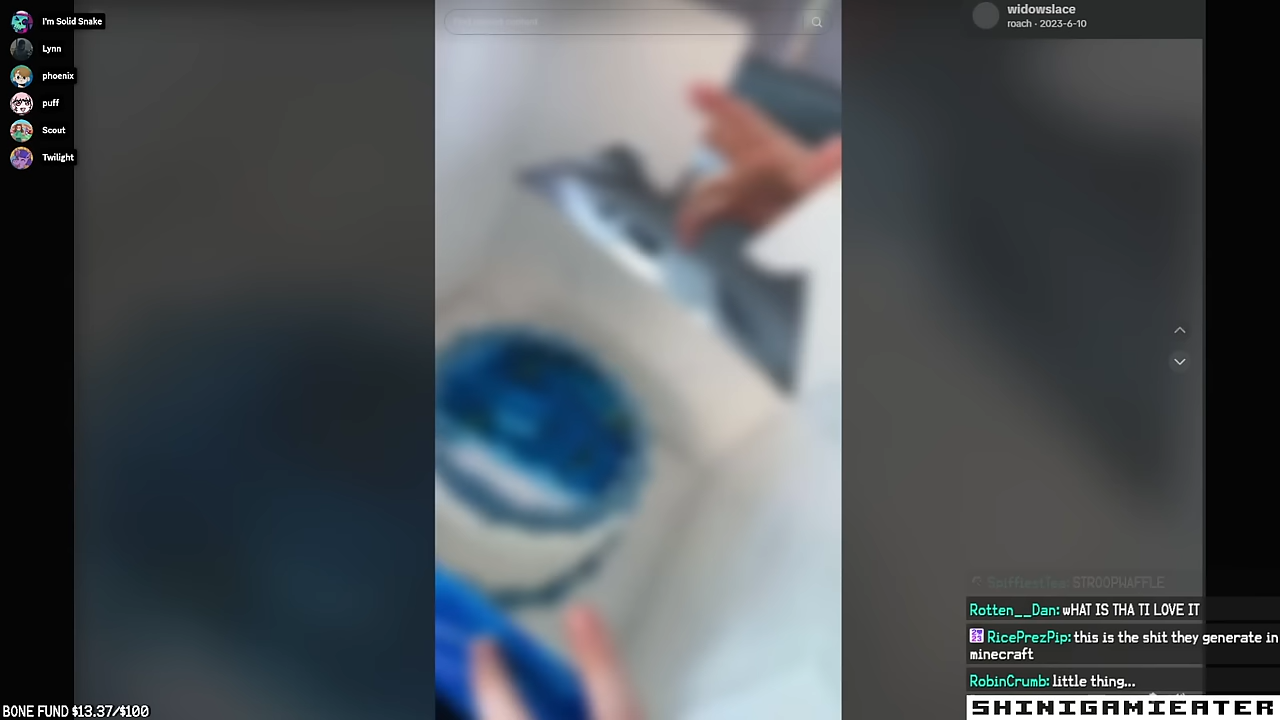 I'm Solid Snake
Lynn
phoenix
puff
Scout
Twilight
widowslace
roach · 2023-6-10
STROOPWAFFLE
Rotten__Dan: wHAT IS THA TI LOVE IT
RicePrezPip: this is the shit they generate in
minecraft
RobinCrumb: little thing...
SHINIGAMIEATER
BONE FUND $13.37/$100